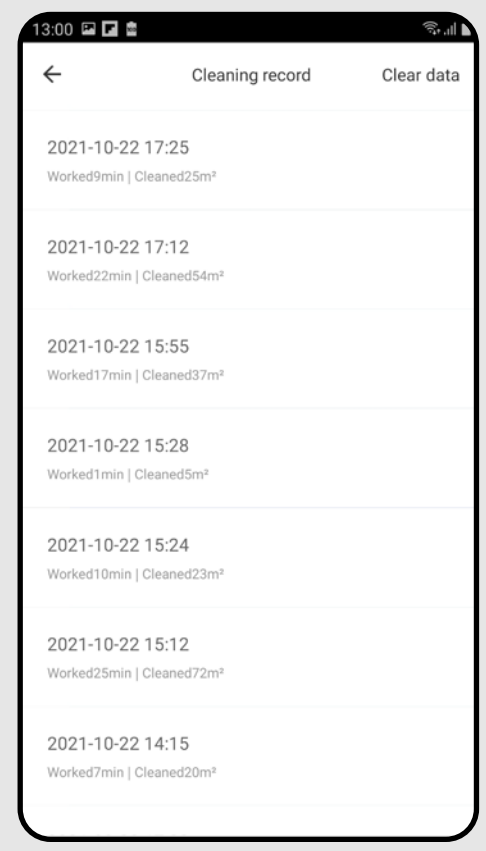 13:00
Cleaning record Clear data
2021-10-22 17:25
Worked9min | Cleaned25m²
2021-10-22 17:12
Worked22min | Cleaned54m²
2021-10-22 15:55
Worked17min | Cleaned37m²
2021-10-22 15:28
Worked1min | Cleaned5m²
2021-10-22 15:24
Worked10min | Cleaned23m²
2021-10-22 15:12
Worked25min | Cleaned72m²
2021-10-22 14:15
Worked7min | Cleaned20m²